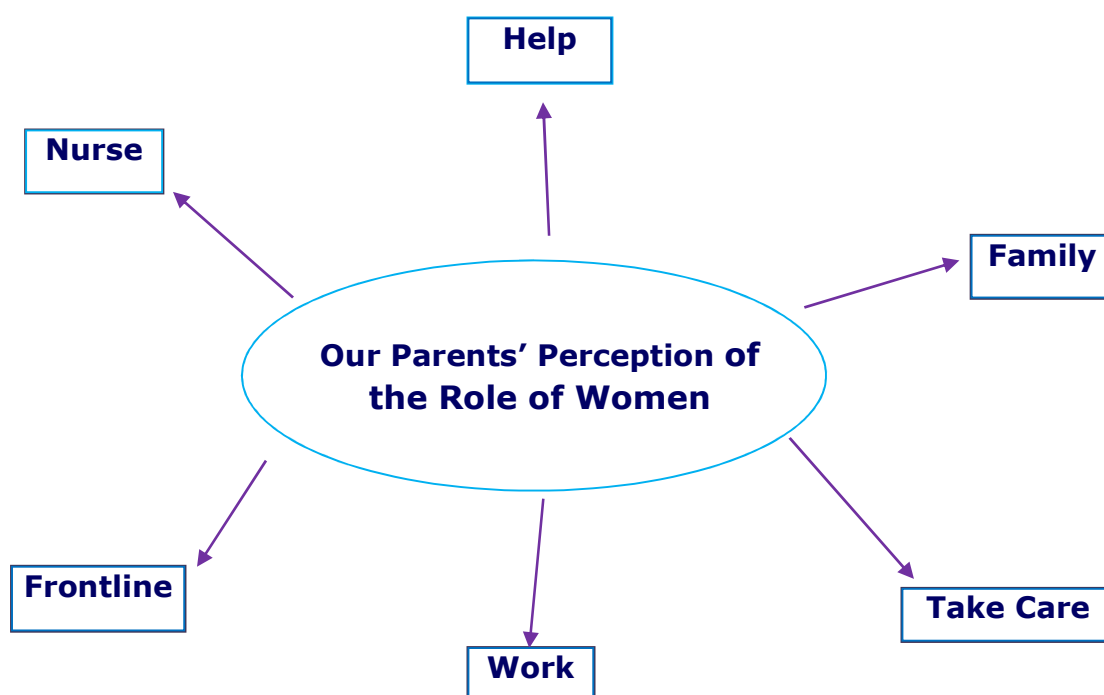 Help
Nurse
Family
Our Parents’ Perception of
the Role of Women
Frontline
Take Care
Work